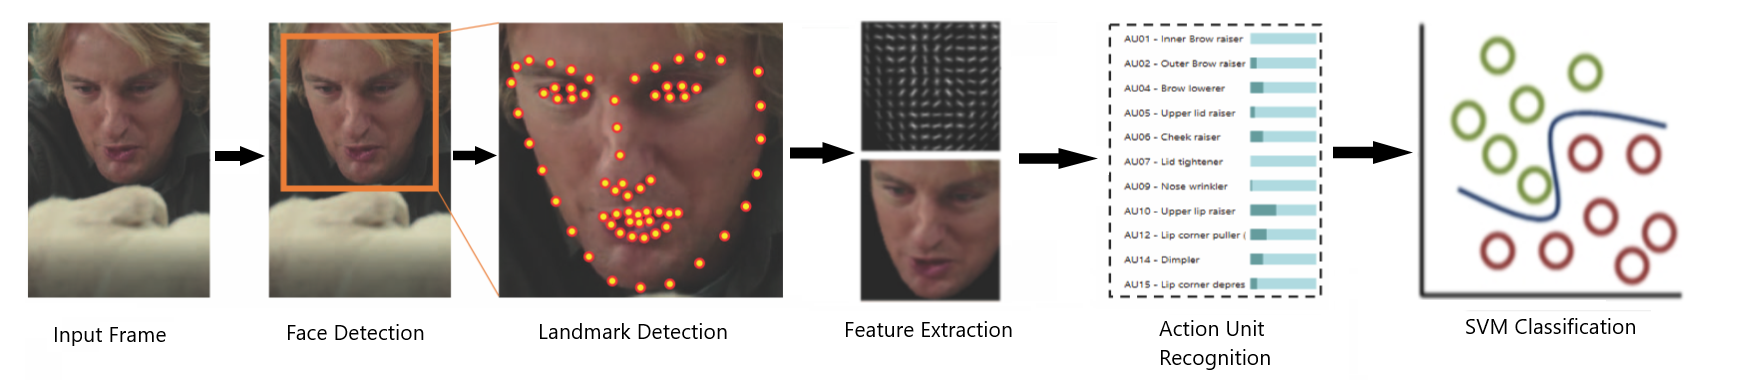 AU01 - Inner Brow raiser
AU02 - Outer Brow raiser
AU04 - Brow lowerer
AU05 - Upper lid raiser
AU06 - Cheek raiser
AU07 - Lid tightener
AU09 - Nose wrinkler
AU10 - Upper lip raiser
AU12 - Lip corner puller (
AU14 - Dimpler
AU15 - Lip corner depres
Input Frame
Face Detection
Landmark Detection
Feature Extraction
Action Unit
Recognition
SVM Classification